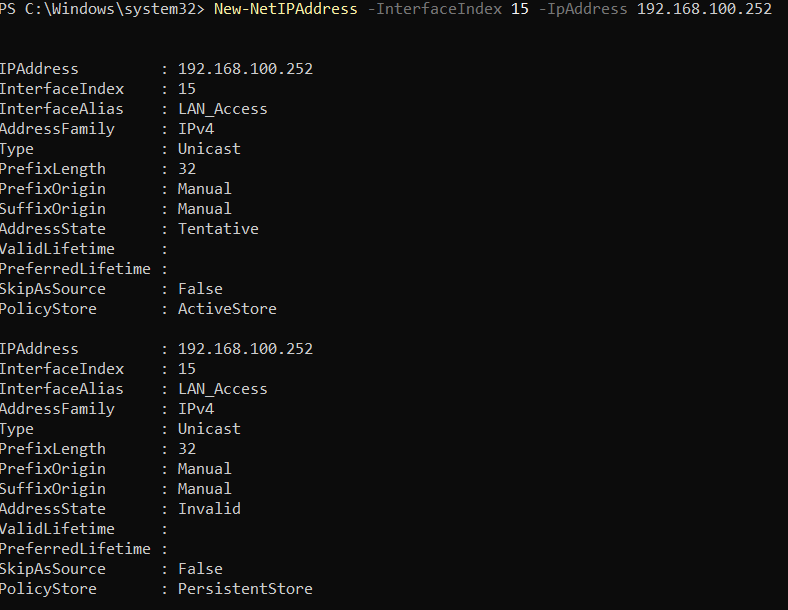 PS C:\Windows\system32> New-NetIPAddress -InterfaceIndex 15 -IpAddress 192.168.100.252
IPAddress : 192.168.100.252
InterfaceIndex : 15
InterfaceAlias : LAN_Access
AddressFamily : IPv4
Type : Unicast
PrefixLength : 32
PrefixOrigin : Manual
SuffixOrigin : Manual
AddressState : Tentative
ValidLifetime :
PreferredLifetime :
SkipAsSource : False
PolicyStore : ActiveStore
IPAddress : 192.168.100.252
InterfaceIndex : 15
InterfaceAlias : LAN_Access
AddressFamily : IPv4
Type : Unicast
PrefixLength : 32
PrefixOrigin : Manual
SuffixOrigin : Manual
AddressState : Invalid
ValidLifetime :
PreferredLifetime :
SkipAsSource : False
PolicyStore : PersistentStore